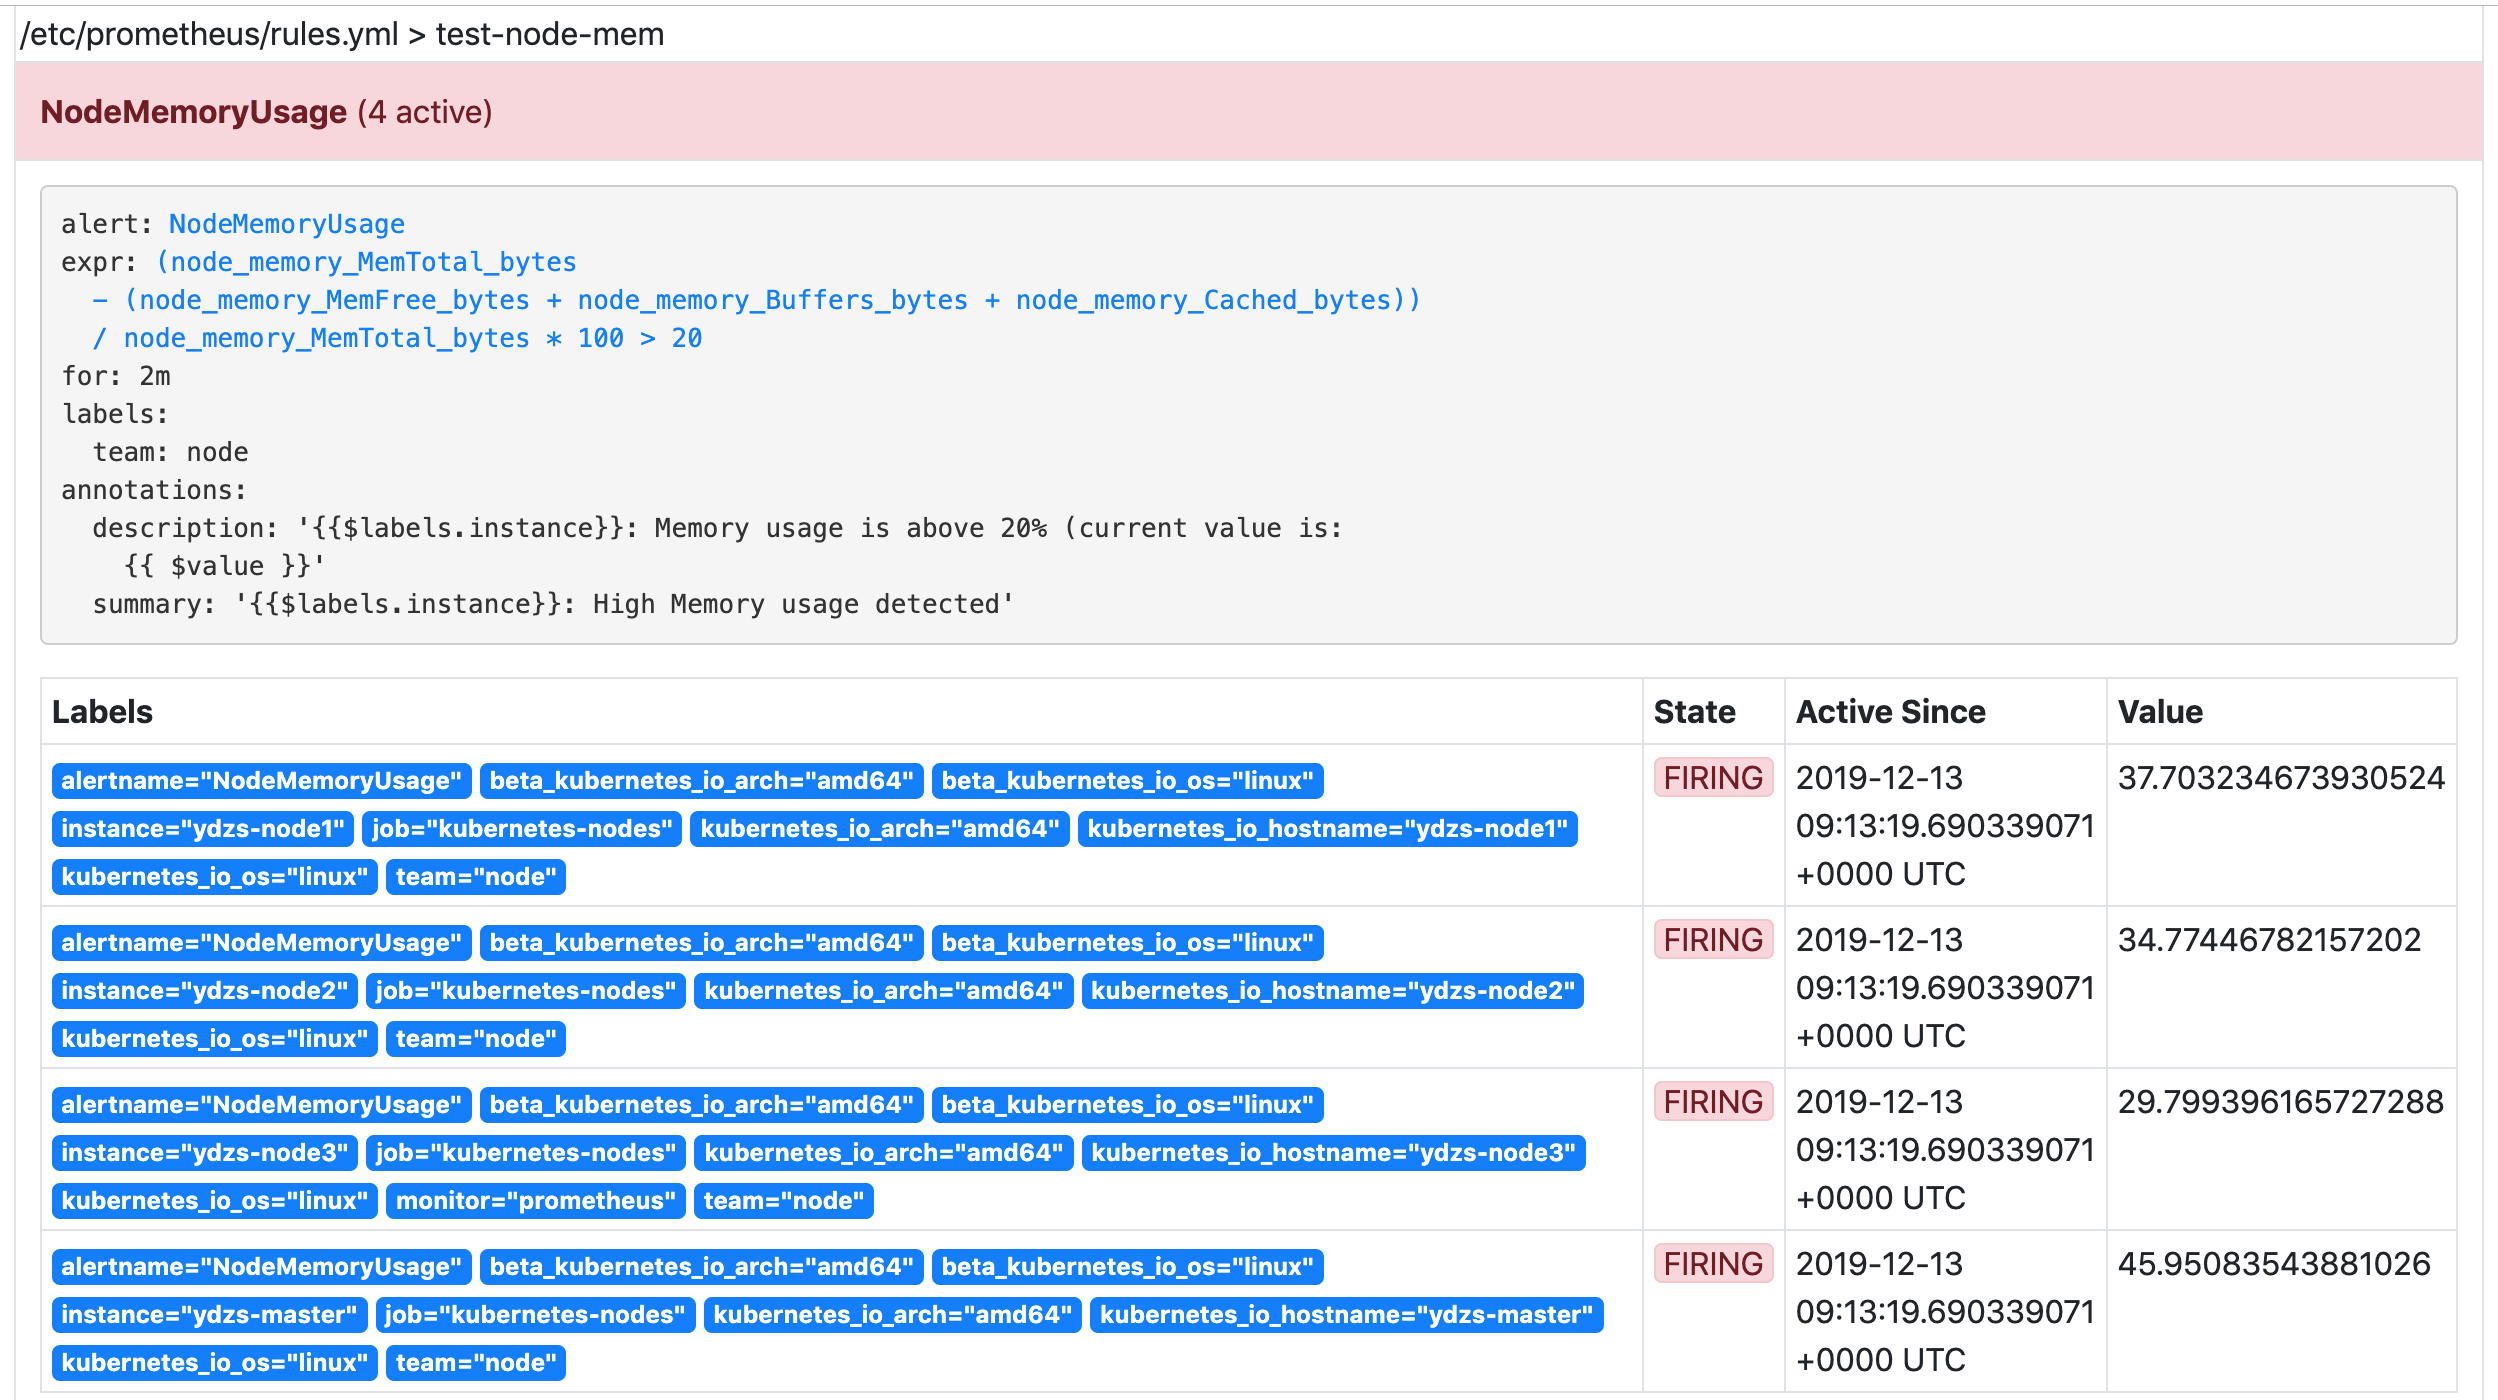 /etc/prometheus/rules.yml > test-node-mem
NodeMemoryUsage (4 active)
alert: NodeMemoryUsage
expr: (node_memory_MemTotal_bytes
  - (node_memory_MemFree_bytes + node_memory_Buffers_bytes + node_memory_Cached_bytes))
  / node_memory_MemTotal_bytes * 100 > 20
for: 2m
labels:
  team: node
annotations:
  description: '{{$labels.instance}}: Memory usage is above 20% (current value is:
    {{ $value }}'
  summary: '{{$labels.instance}}: High Memory usage detected'
Labels State Active Since Value
alertname="NodeMemoryUsage" beta_kubernetes_io_arch="amd64" beta_kubernetes_io_os="linux" FIRING 2019-12-13 37.703234673930524
instance="ydzs-node1" job="kubernetes-nodes" kubernetes_io_arch="amd64" kubernetes_io_hostname="ydzs-node1" 09:13:19.690339071
kubernetes_io_os="linux" team="node" +0000 UTC
alertname="NodeMemoryUsage" beta_kubernetes_io_arch="amd64" beta_kubernetes_io_os="linux" FIRING 2019-12-13 34.77446782157202
instance="ydzs-node2" job="kubernetes-nodes" kubernetes_io_arch="amd64" kubernetes_io_hostname="ydzs-node2" 09:13:19.690339071
kubernetes_io_os="linux" team="node" +0000 UTC
alertname="NodeMemoryUsage" beta_kubernetes_io_arch="amd64" beta_kubernetes_io_os="linux" FIRING 2019-12-13 29.799396165727288
instance="ydzs-node3" job="kubernetes-nodes" kubernetes_io_arch="amd64" kubernetes_io_hostname="ydzs-node3" 09:13:19.690339071
kubernetes_io_os="linux" monitor="prometheus" team="node" +0000 UTC
alertname="NodeMemoryUsage" beta_kubernetes_io_arch="amd64" beta_kubernetes_io_os="linux" FIRING 2019-12-13 45.95083543881026
instance="ydzs-master" job="kubernetes-nodes" kubernetes_io_arch="amd64" kubernetes_io_hostname="ydzs-master" 09:13:19.690339071
kubernetes_io_os="linux" team="node" +0000 UTC